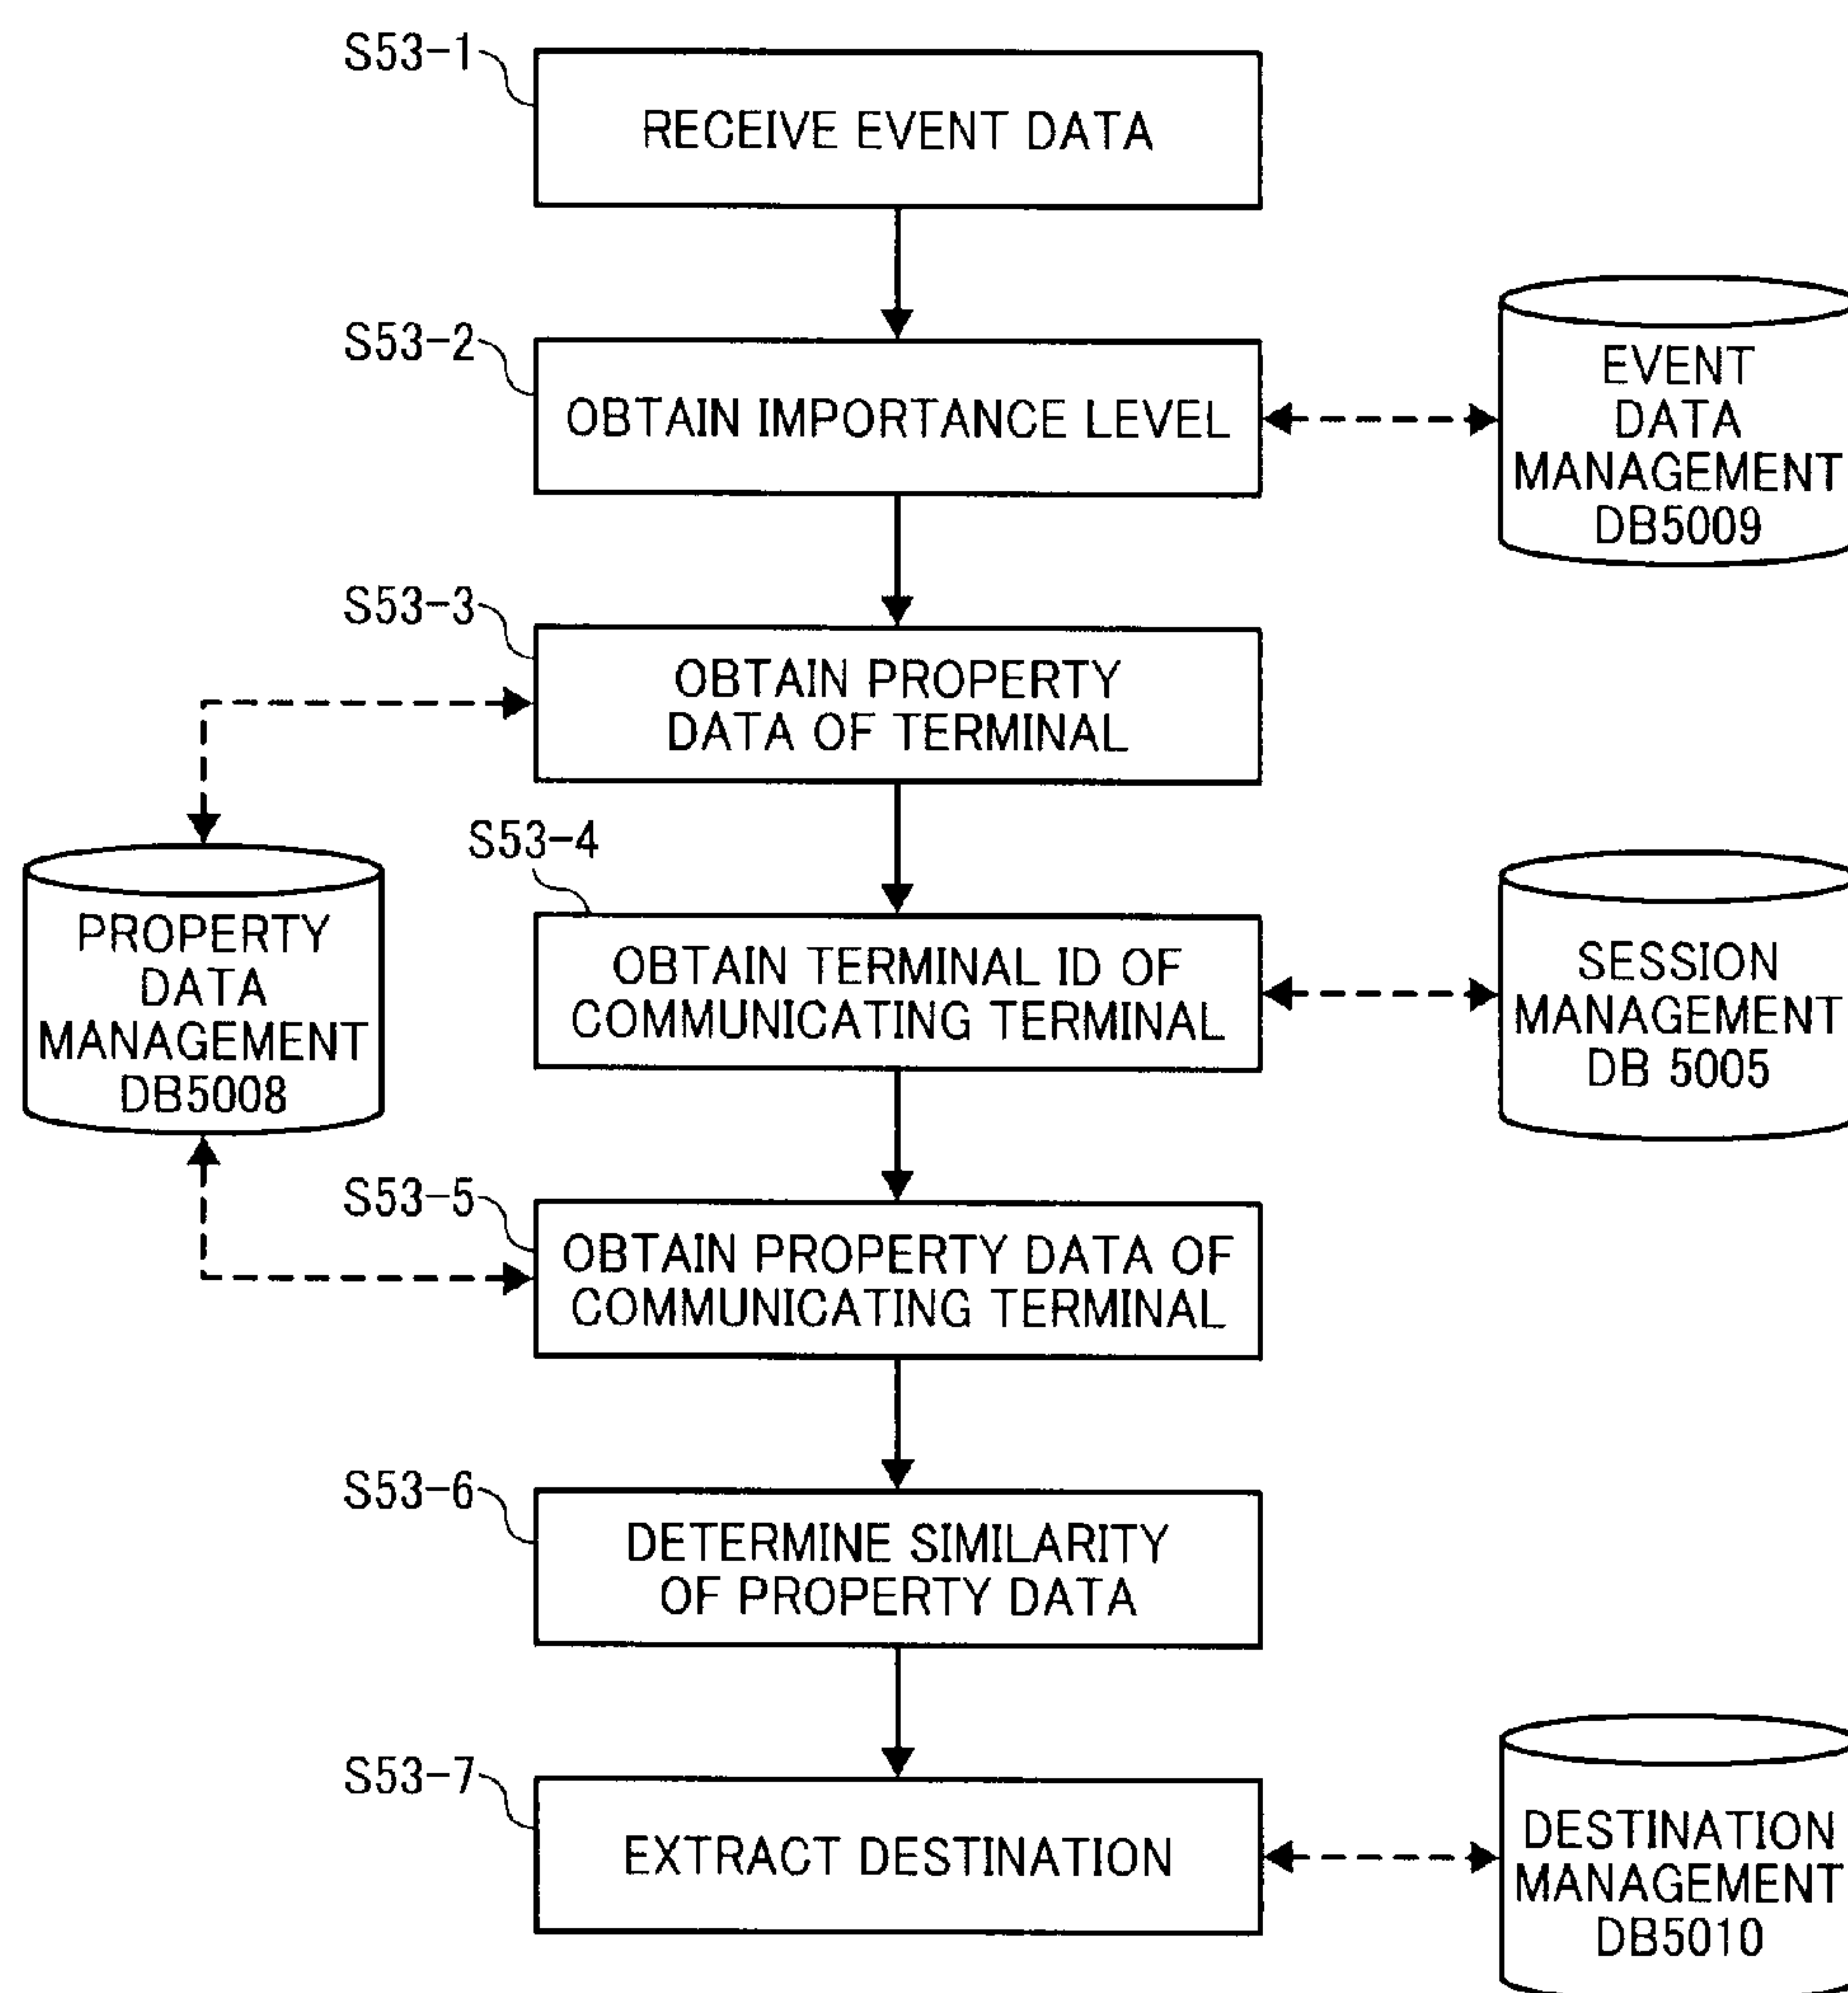 S53-1
RECEIVE EVENT DATA
S53-2
OBTAIN IMPORTANCE LEVEL
EVENT
DATA
MANAGEMENT
DB5009
S53-3
OBTAIN PROPERTY
DATA OF TERMINAL
PROPERTY
DATA
MANAGEMENT
DB5008
S53-4
OBTAIN TERMINAL ID OF
COMMUNICATING TERMINAL
SESSION
MANAGEMENT
DB 5005
S53-5
OBTAIN PROPERTY DATA OF
COMMUNICATING TERMINAL
S53-6
DETERMINE SIMILARITY
OF PROPERTY DATA
S53-7
EXTRACT DESTINATION
DESTINATION
MANAGEMENT
DB5010